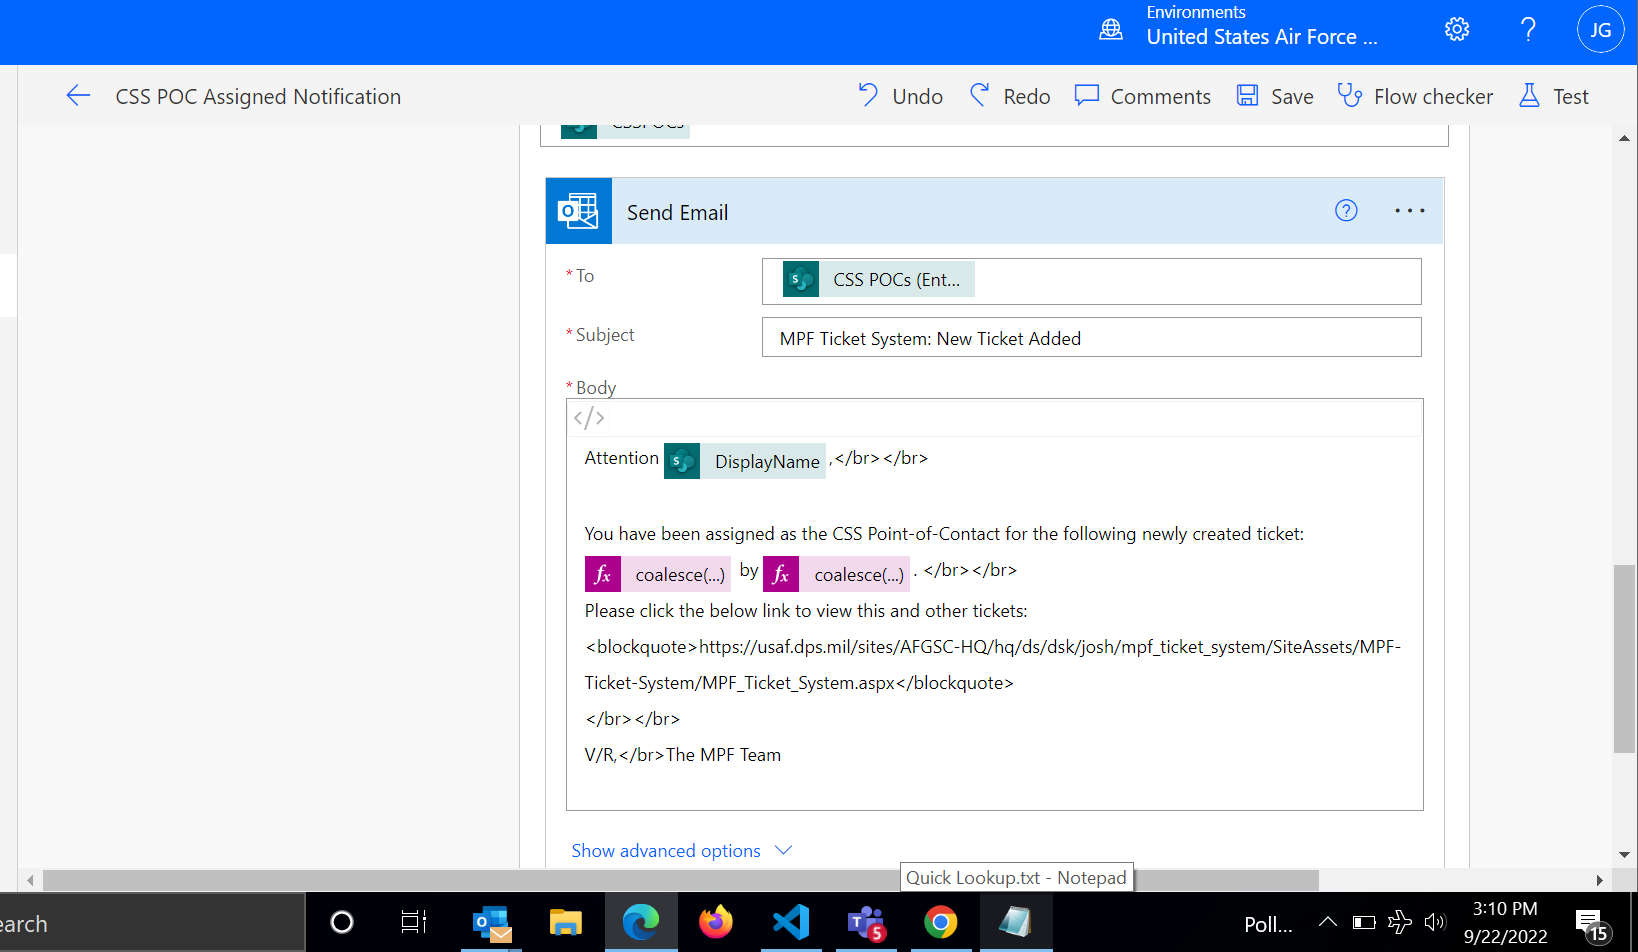 Environments
United States Air Force ...
JG
CSS POC Assigned Notification
Undo
Redo
Comments
Save
Flow checker
Test
CSSPOCs
Send Email
* To
CSS POCs (Ent...
* Subject
MPF Ticket System: New Ticket Added
* Body
</>
Attention DisplayName ,</br></br>
You have been assigned as the CSS Point-of-Contact for the following newly created ticket:
fx coalesce(...) by fx coalesce(...) . </br></br>
Please click the below link to view this and other tickets:
<blockquote>https://usaf.dps.mil/sites/AFGSC-HQ/hq/ds/dsk/josh/mpf_ticket_system/SiteAssets/MPF-
Ticket-System/MPF_Ticket_System.aspx</blockquote>
</br></br>
V/R,</br>The MPF Team
Show advanced options
Quick Lookup.txt - Notepad
earch
5
Poll...
3:10 PM
9/22/2022
15